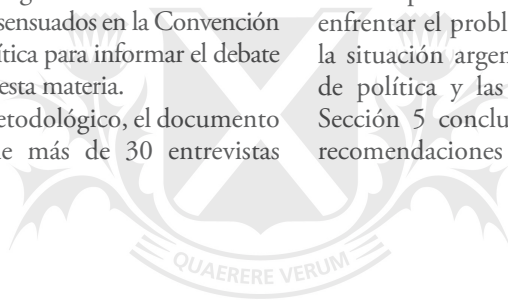 sensuados en la Convención
ítica para informar el debate
esta materia.
etodológico, el documento
e más de 30 entrevistas
enfrentar el probl
la situación argen
de política y las
Sección 5 conclu
recomendaciones
QUAERERE VERUM